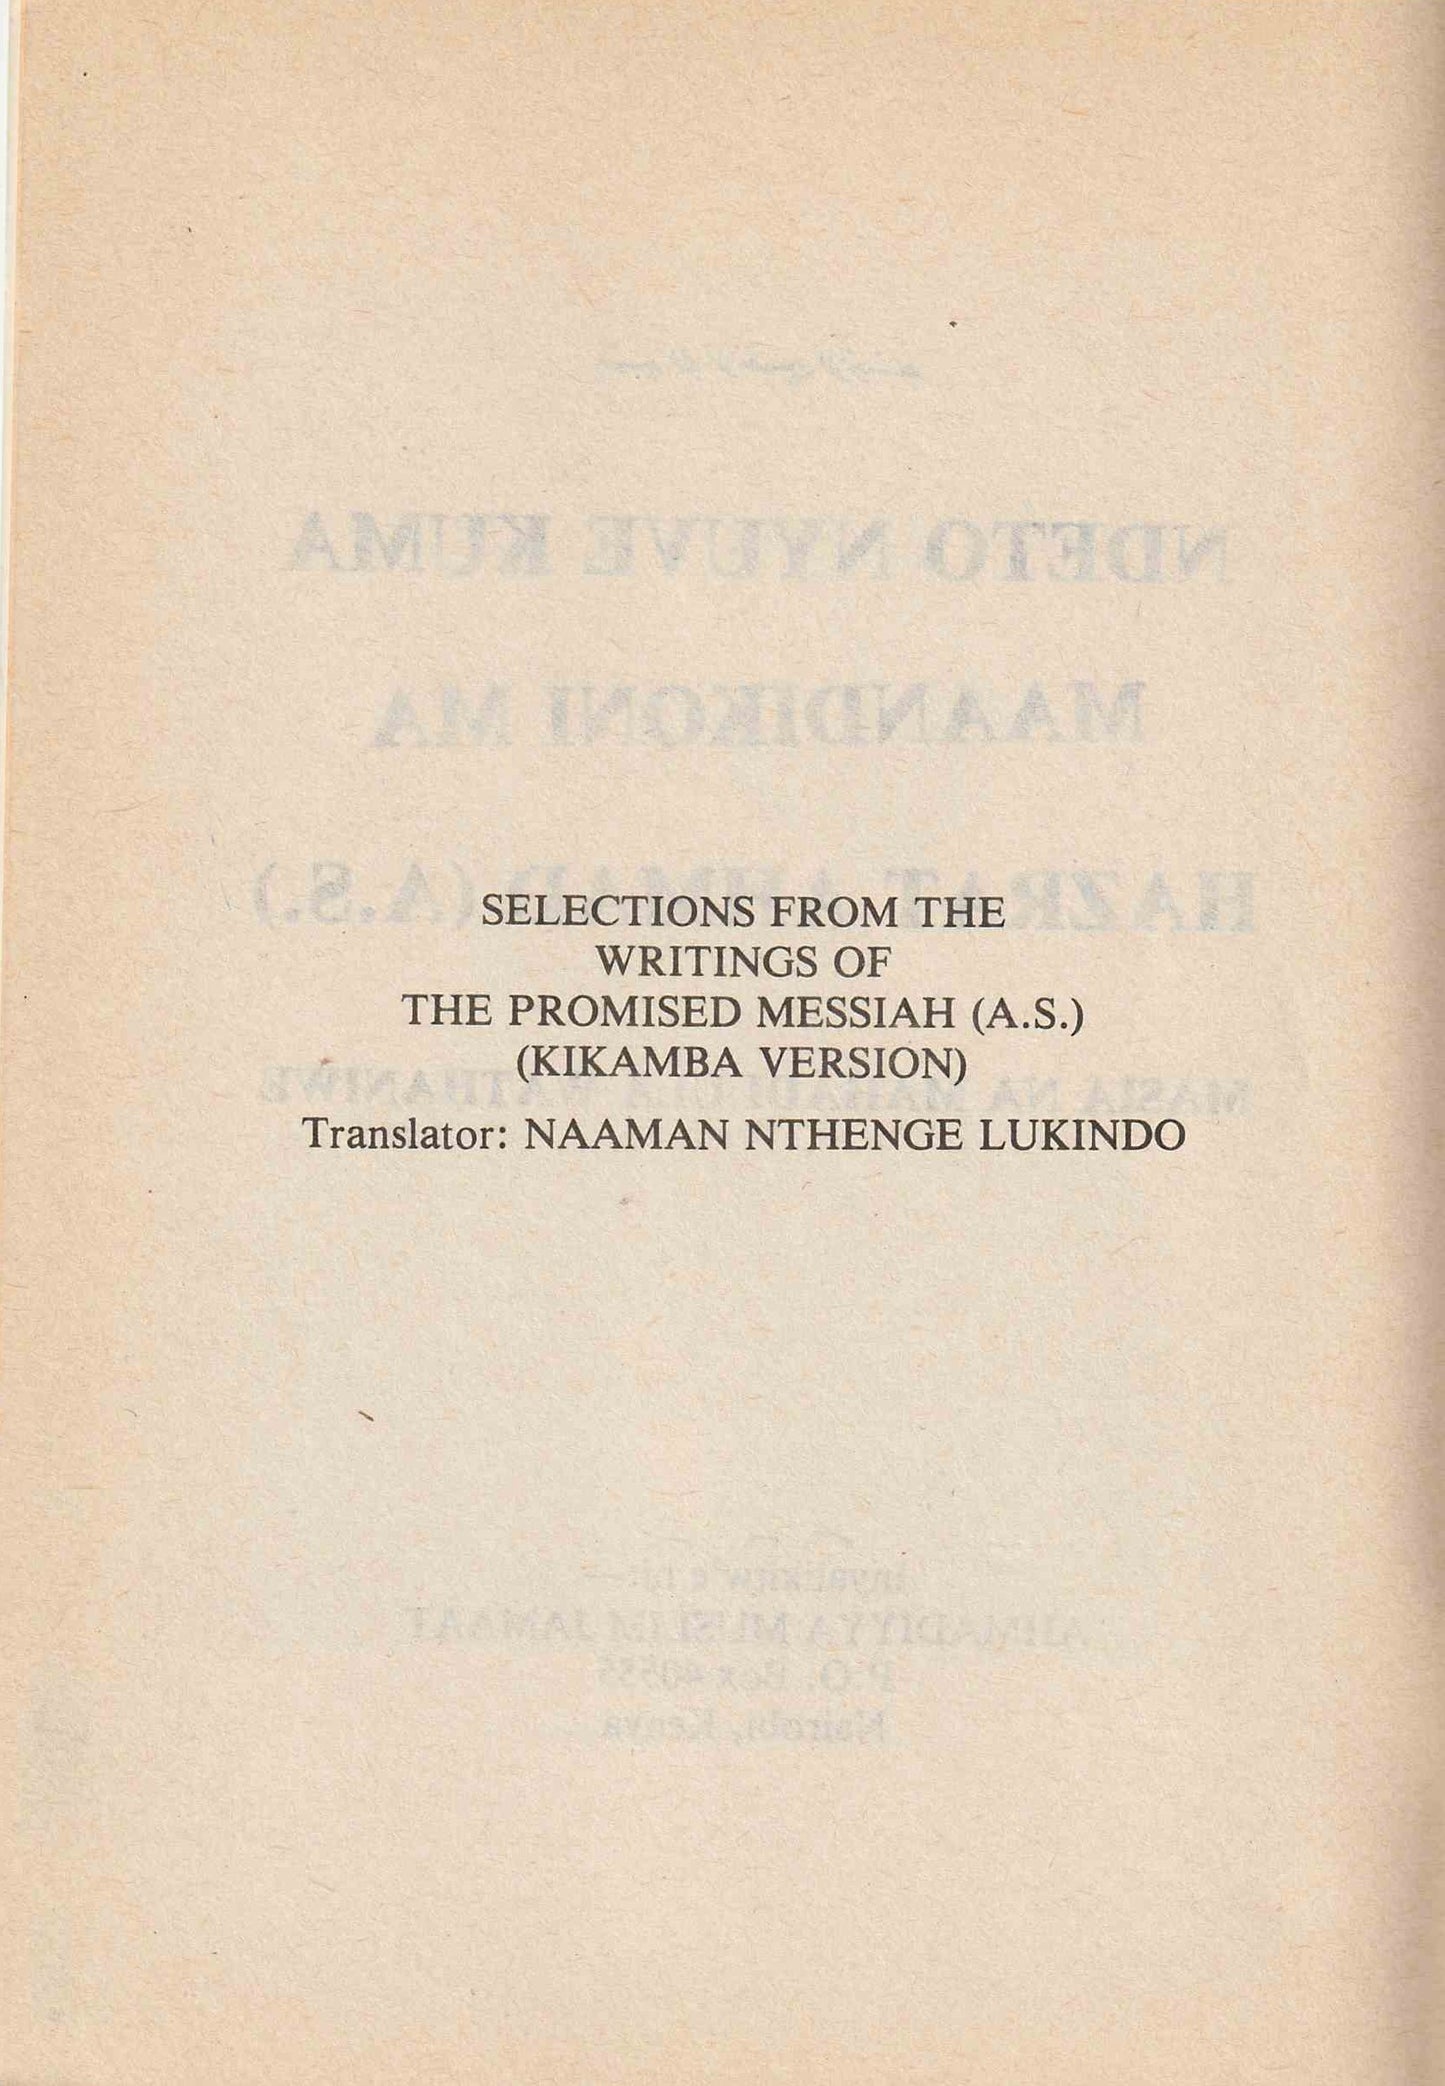 SELECTIONS FROM THE
WRITINGS OF
THE PROMISED MESSIAH (A.S.)
(KIKAMBA VERSION)
Translator: NAAMAN NTHENGE LUKINDO